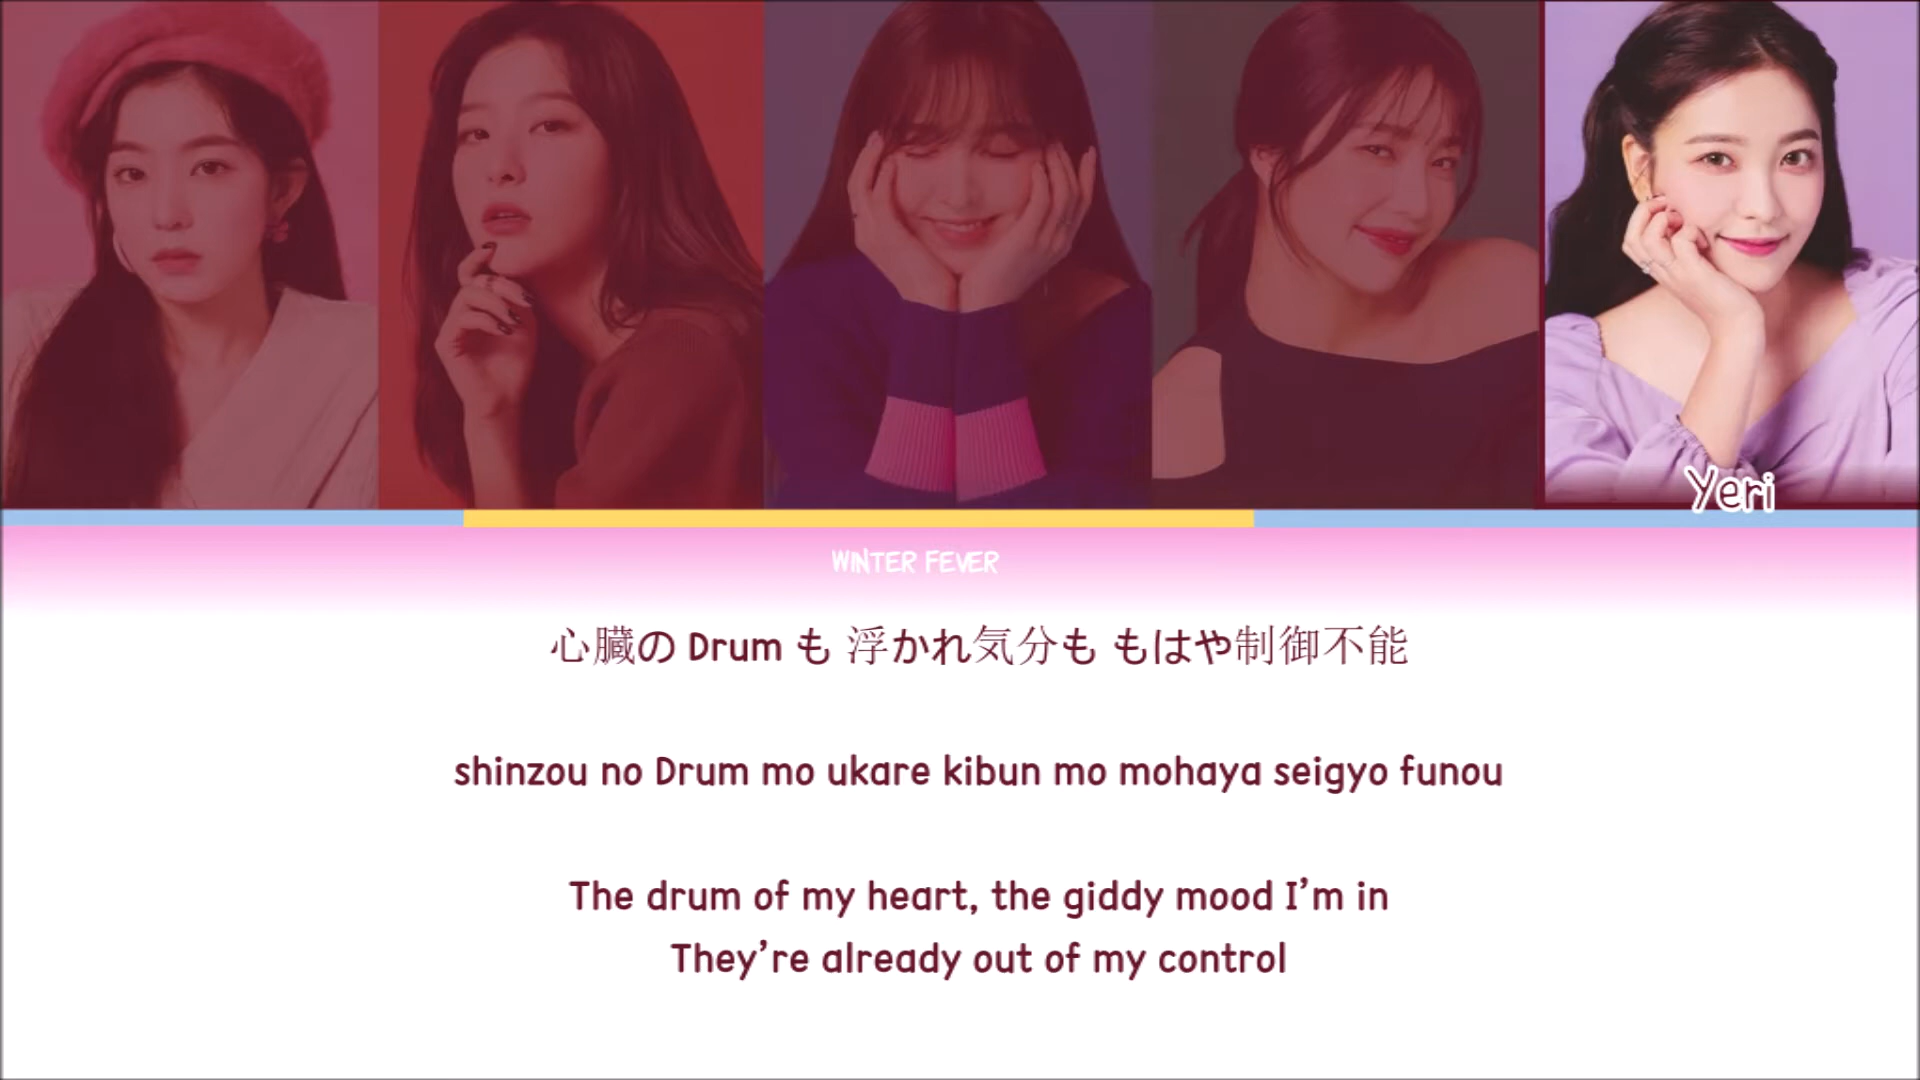 Yeri
WINTER FEVER
心臓の Drum も 浮かれ気分も もはや制御不能
shinzou no Drum mo ukare kibun mo mohaya seigyo funou
The drum of my heart, the giddy mood I'm in
They're already out of my control